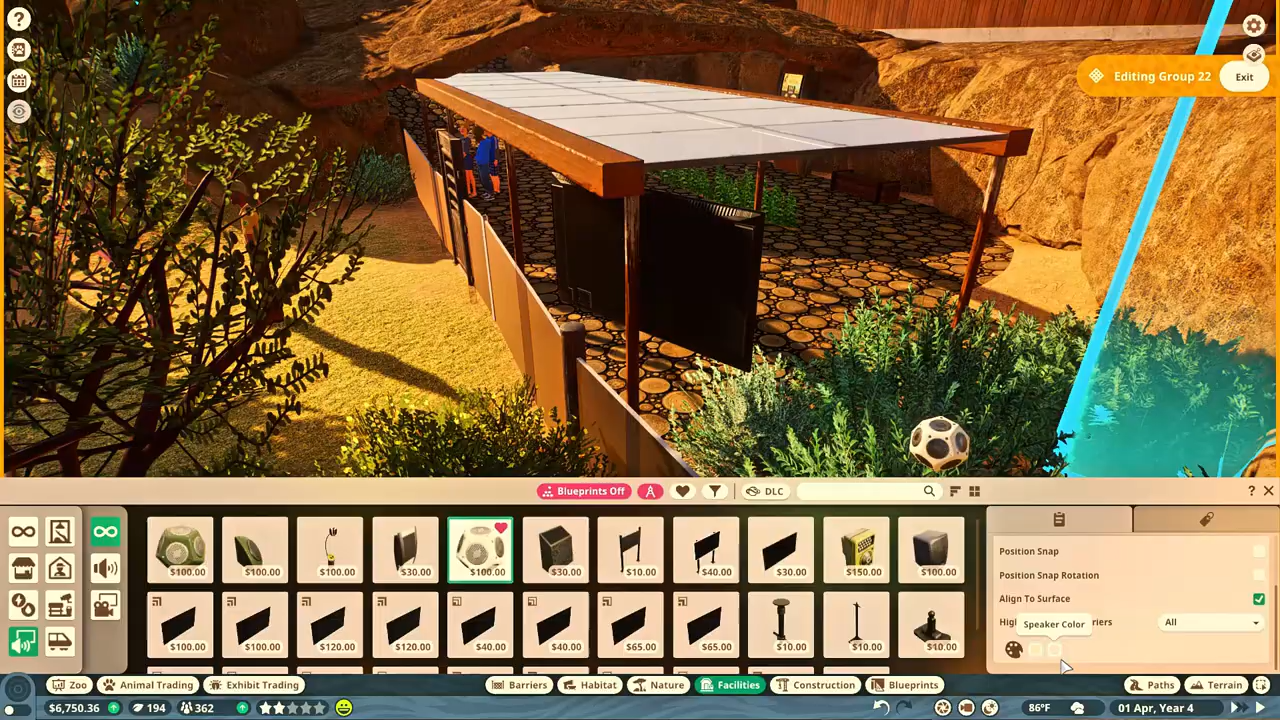 ?
Editing Group 22
Exit
Blueprints Off
DLC
? ×
$100.00 $100.00 $100.00 $30.00 $100.00 $30.00 $10.00 $40.00 $30.00 $150.00 $100.00
$100.00 $100.00 $120.00 $120.00 $40.00 $40.00 $65.00 $65.00 $10.00 $10.00 $10.00
Position Snap
Position Snap Rotation
Align To Surface
All
Speaker Color
Zoo Animal Trading Exhibit Trading Barriers Habitat Nature Facilities Construction Blueprints Paths Terrain
$6,750.36 194 362 86°F 01 Apr, Year 4